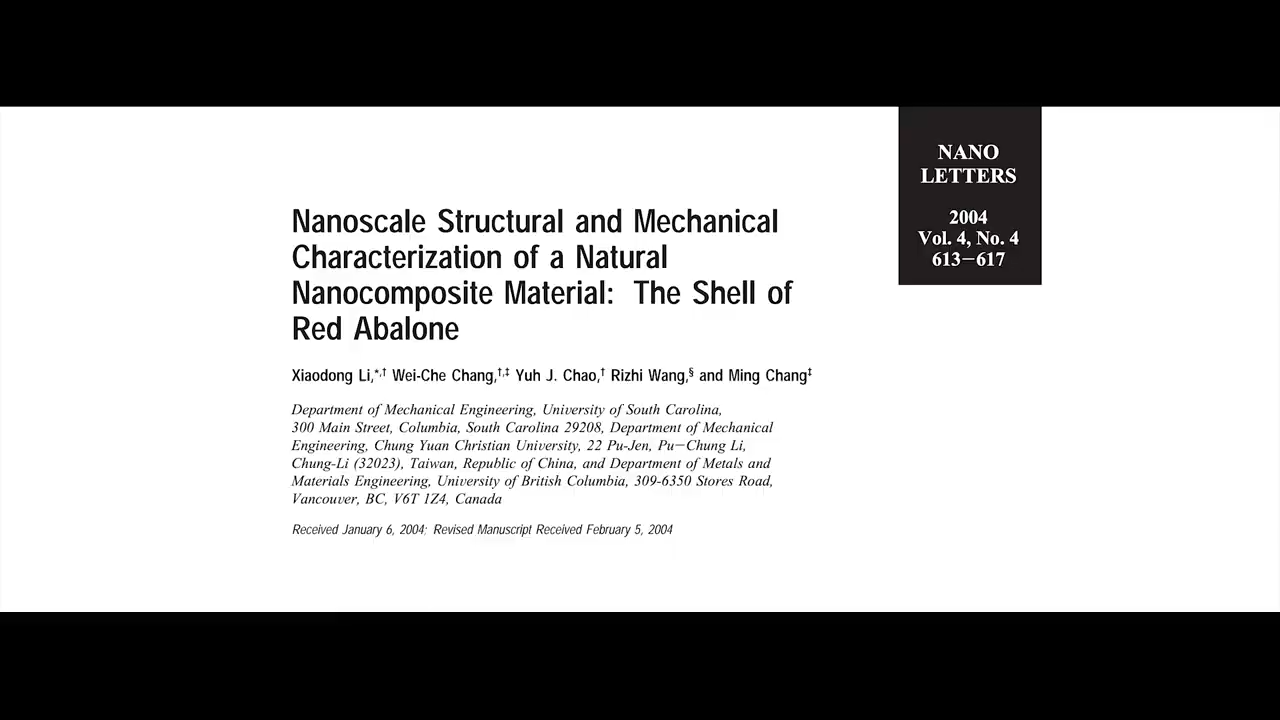 NANO
LETTERS
2004
Vol. 4, No. 4
613−617
Nanoscale Structural and Mechanical
Characterization of a Natural
Nanocomposite Material: The Shell of
Red Abalone
Xiaodong Li,*,† Wei-Che Chang,†,‡ Yuh J. Chao,† Rizhi Wang,§ and Ming Chang‡
Department of Mechanical Engineering, University of South Carolina,
300 Main Street, Columbia, South Carolina 29208, Department of Mechanical
Engineering, Chung Yuan Christian University, 22 Pu-Jen, Pu−Chung Li,
Chung-Li (32023), Taiwan, Republic of China, and Department of Metals and
Materials Engineering, University of British Columbia, 309-6350 Stores Road,
Vancouver, BC, V6T 1Z4, Canada
Received January 6, 2004; Revised Manuscript Received February 5, 2004